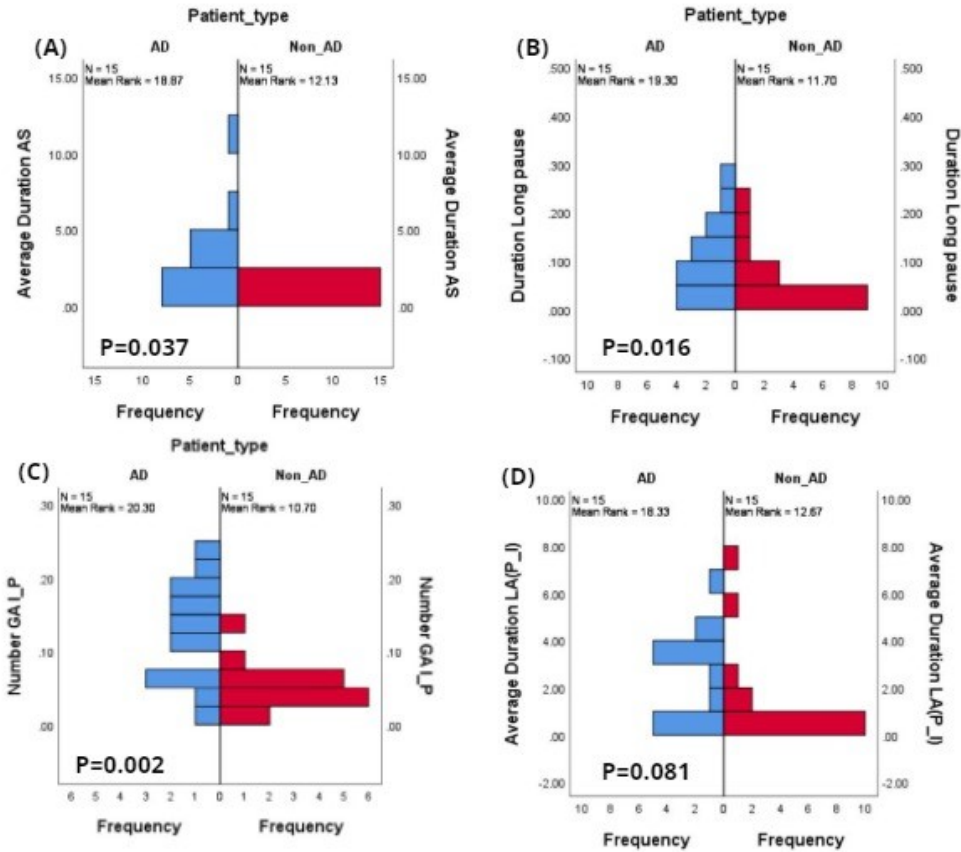 Patient_type
(A) AD Non_AD
N = 15
Mean Rank = 18.87
N = 15
Mean Rank = 12.13
15.00
10.00
5.00
.00
Average Duration AS
15.00
10.00
5.00
.00
Average Duration AS
P=0.037
15 10 5 0 5 10 15
Frequency Frequency
Patient_type
(B) AD Non_AD
N = 15
Mean Rank = 19.30
N = 15
Mean Rank = 11.70
.500
.400
.300
.200
.100
.000
-.100
Duration Long pause
.500
.400
.300
.200
.100
.000
-.100
Duration Long pause
P=0.016
10 8 6 4 2 0 2 4 6 8 10
Frequency Frequency
Patient_type
(C) AD Non_AD
N = 15
Mean Rank = 20.30
N = 15
Mean Rank = 10.70
.30
.20
.10
.00
Number GA I_P
.30
.20
.10
.00
Number GA I_P
P=0.002
6 5 4 3 2 1 0 1 2 3 4 5 6
Frequency Frequency
(D) AD Non_AD
N = 15
Mean Rank = 18.33
N = 15
Mean Rank = 12.67
10.00
8.00
6.00
4.00
2.00
.00
-2.00
Average Duration LA(P_I)
10.00
8.00
6.00
4.00
2.00
.00
-2.00
Average Duration LA(P_I)
P=0.081
10 8 6 4 2 0 2 4 6 8 10
Frequency Frequency